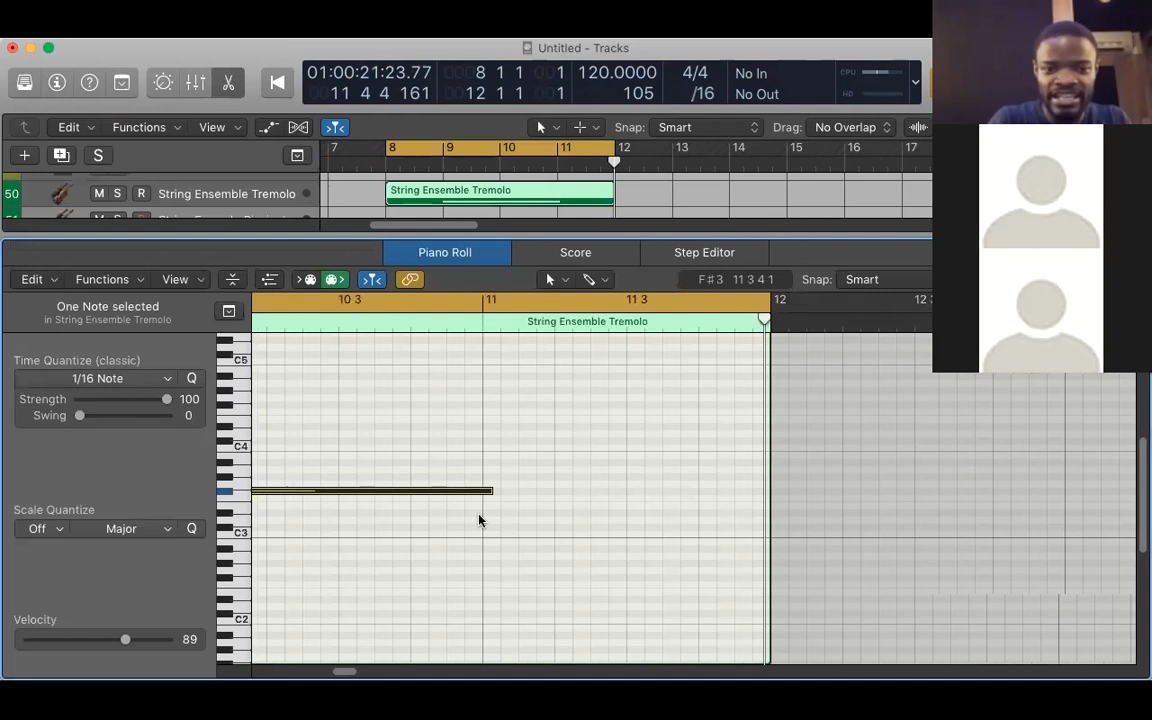 Untitled - Tracks
01:00:21:23.77 8 1 1 1 120.0000 4/4 No In CPU
11 4 4 161 12 1 1 1 105 /16 No Out HD
Edit Functions View Snap: Smart Drag: No Overlap
S 7 8 9 10 11 12 13 14 15 16 17
50 M S R String Ensemble Tremolo String Ensemble Tremolo
Piano Roll Score Step Editor
Edit Functions View F#3 11 3 4 1 Snap: Smart
One Note selected
in String Ensemble Tremolo
10 3 11 11 3 12 12 3
String Ensemble Tremolo
Time Quantize (classic)
1/16 Note Q
Strength 100
Swing 0
Scale Quantize
Off Major Q
Velocity
89
C5
C4
C3
C2